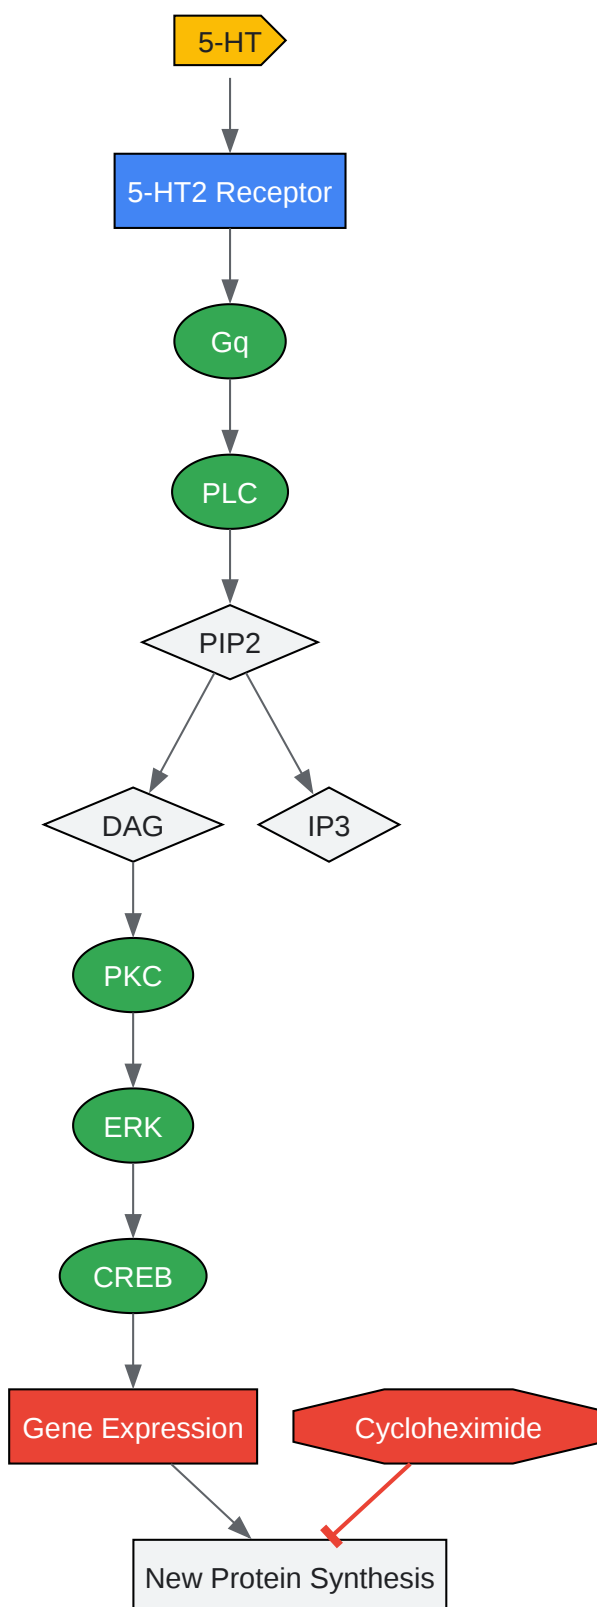 5-HT
5-HT2 Receptor
Gq
PLC
PIP2
DAG
IP3
PKC
ERK
CREB
Gene Expression
Cycloheximide
New Protein Synthesis